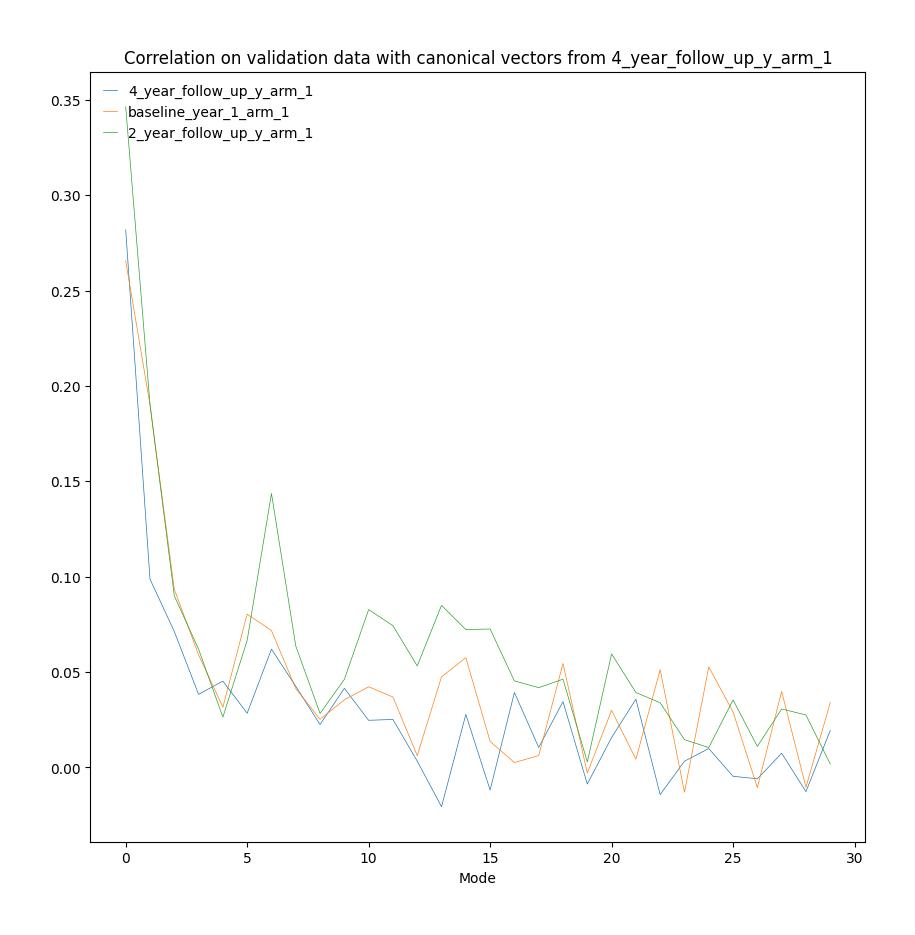 Correlation on validation data with canonical vectors from 4_year_follow_up_y_arm_1
4_year_follow_up_y_arm_1
baseline_year_1_arm_1
2_year_follow_up_y_arm_1
0.35
0.30
0.25
0.20
0.15
0.10
0.05
0.00
0 5 10 15 20 25 30
Mode